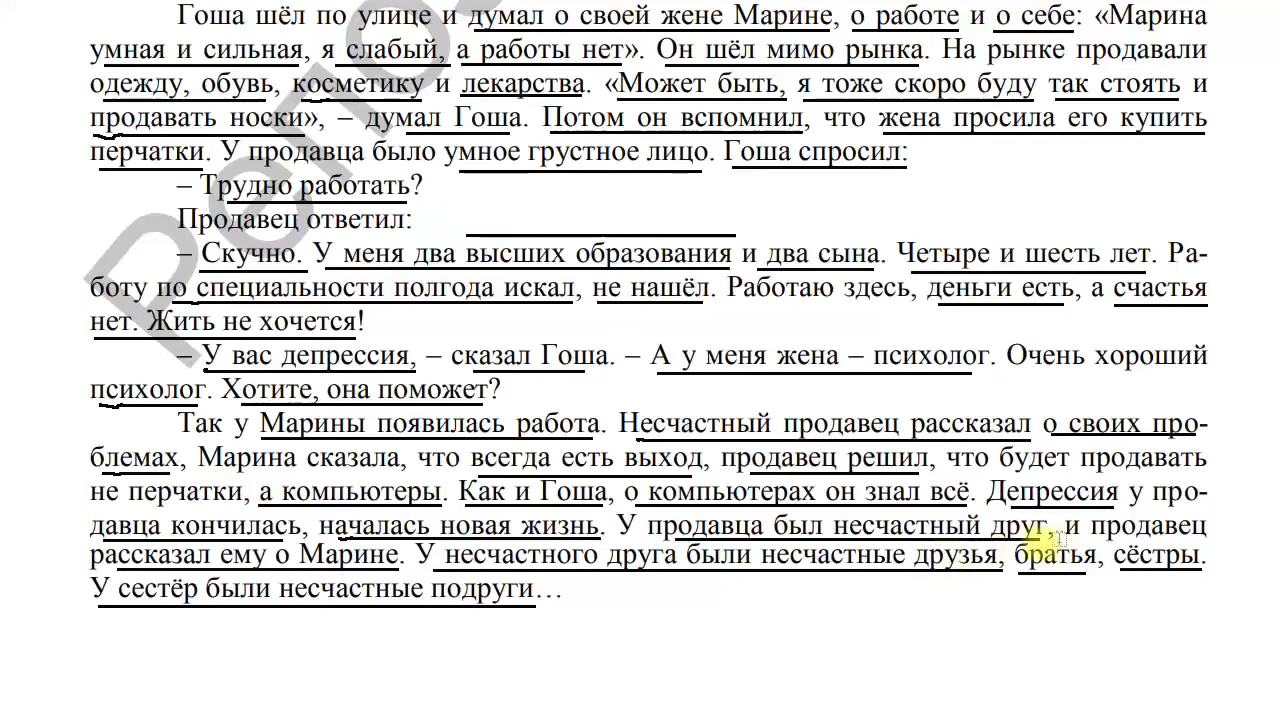 Гоша шёл по улице и думал о своей жене Марине, о работе и о себе: «Марина
умная и сильная, я слабый, а работы нет». Он шёл мимо рынка. На рынке продавали
одежду, обувь, косметику и лекарства. «Может быть, я тоже скоро буду так стоять и
продавать носки», – думал Гоша. Потом он вспомнил, что жена просила его купить
перчатки. У продавца было умное грустное лицо. Гоша спросил:
– Трудно работать?
Продавец ответил:
– Скучно. У меня два высших образования и два сына. Четыре и шесть лет. Ра-
боту по специальности полгода искал, не нашёл. Работаю здесь, деньги есть, а счастья
нет. Жить не хочется!
– У вас депрессия, – сказал Гоша. – А у меня жена – психолог. Очень хороший
психолог. Хотите, она поможет?
Так у Марины появилась работа. Несчастный продавец рассказал о своих про-
блемах, Марина сказала, что всегда есть выход, продавец решил, что будет продавать
не перчатки, а компьютеры. Как и Гоша, о компьютерах он знал всё. Депрессия у про-
давца кончилась, началась новая жизнь. У продавца был несчастный друг, и продавец
рассказал ему о Марине. У несчастного друга были несчастные друзья, братья, сёстры.
У сестёр были несчастные подруги…